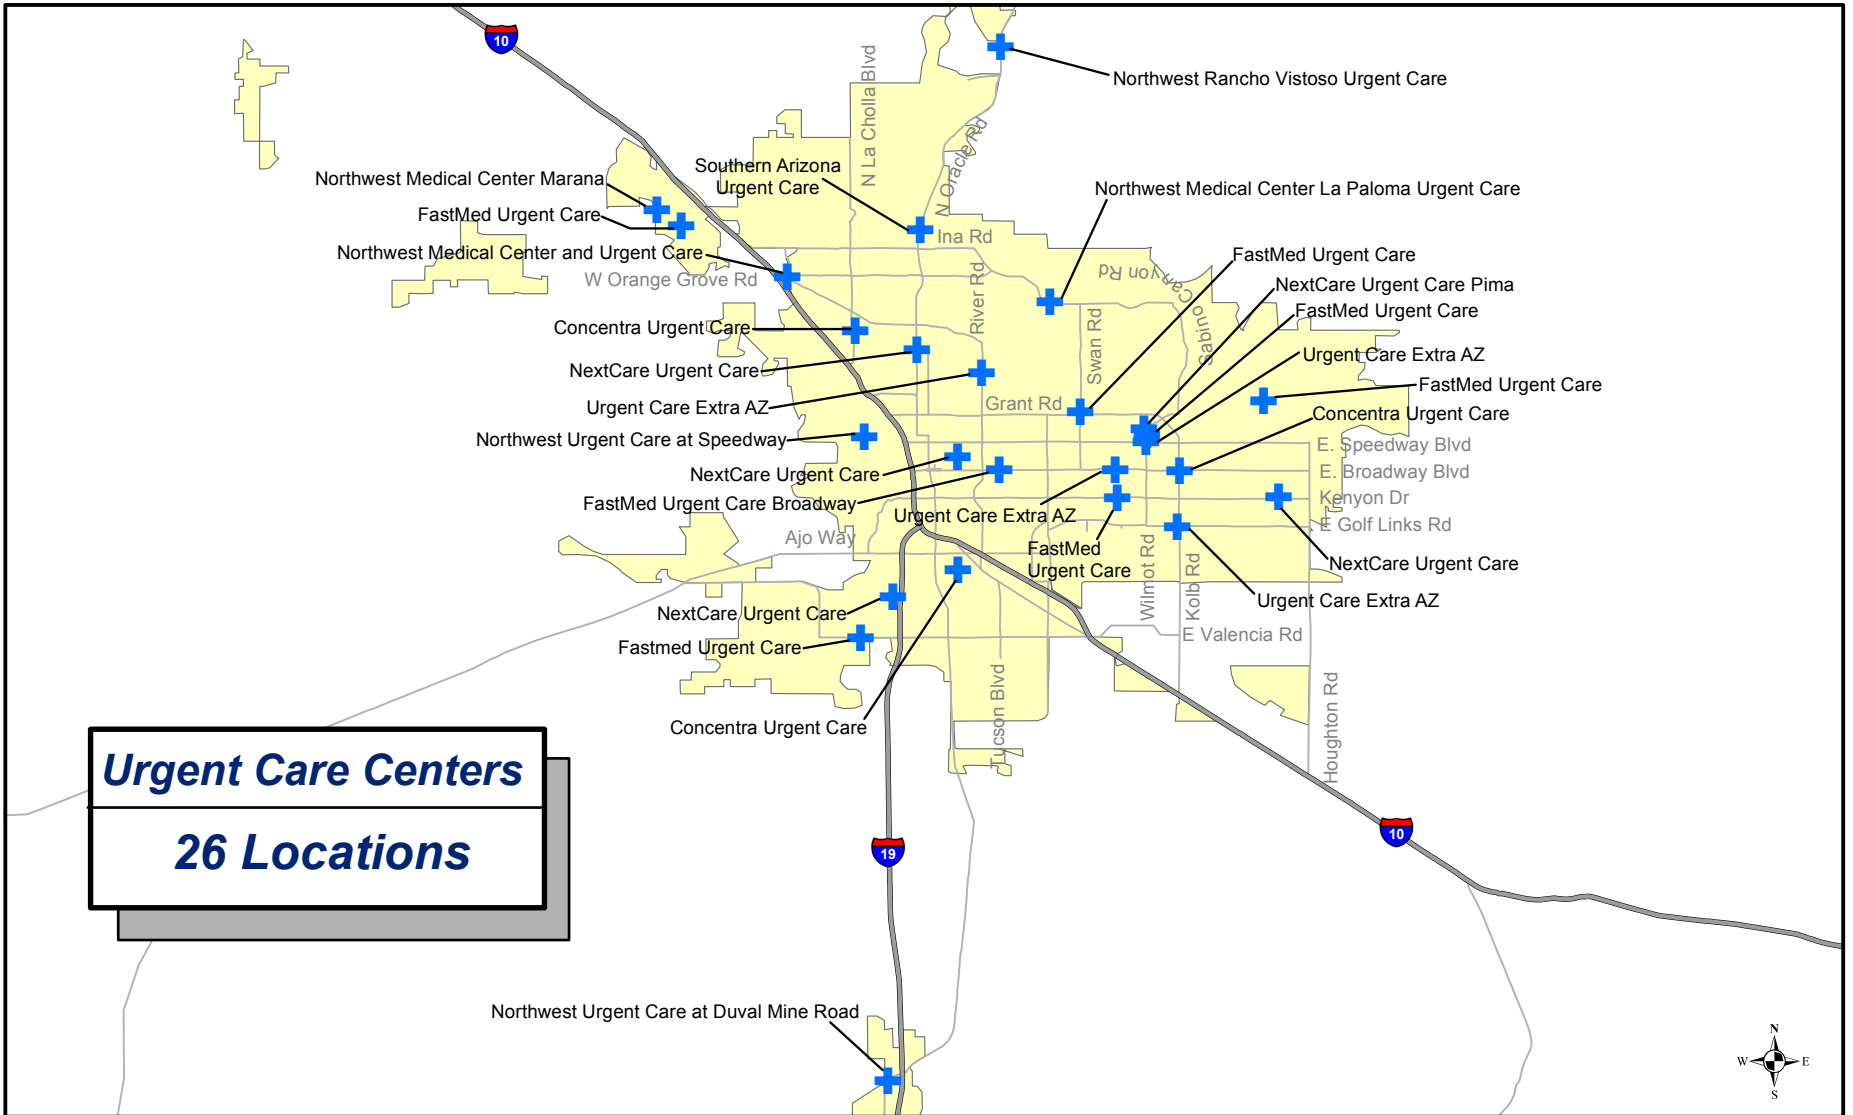 10
N La Cholla Blvd
Northwest Rancho Vistoso Urgent Care
N Oracle Rd
Southern Arizona
Urgent Care
Northwest Medical Center Marana
FastMed Urgent Care
Northwest Medical Center La Paloma Urgent Care
Ina Rd
Northwest Medical Center and Urgent Care
W Orange Grove Rd
FastMed Urgent Care
Sabino Canyon Rd
NextCare Urgent Care Pima
FastMed Urgent Care
River Rd
Swan Rd
Concentra Urgent Care
Urgent Care Extra AZ
NextCare Urgent Care
FastMed Urgent Care
Urgent Care Extra AZ
Grant Rd
Concentra Urgent Care
Northwest Urgent Care at Speedway
E. Speedway Blvd
NextCare Urgent Care
E. Broadway Blvd
FastMed Urgent Care Broadway
Kenyon Dr
Urgent Care Extra AZ
E Golf Links Rd
Ajo Way
FastMed
Urgent Care
Wilmot Rd
Kolb Rd
NextCare Urgent Care
NextCare Urgent Care
Urgent Care Extra AZ
Fastmed Urgent Care
E Valencia Rd
Tucson Blvd
Houghton Rd
Concentra Urgent Care
Urgent Care Centers
26 Locations
19
10
Northwest Urgent Care at Duval Mine Road
N
W E
S